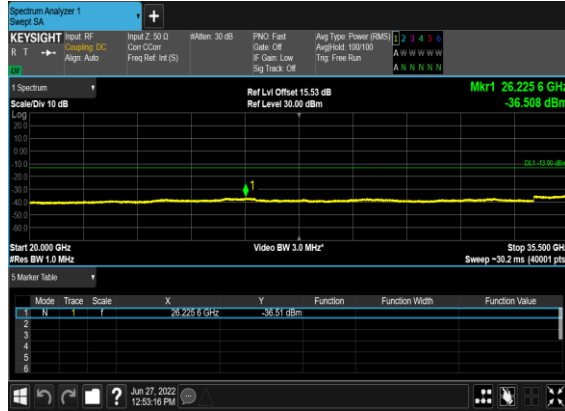 Spectrum Analyzer 1
Swept SA
+
KEYSIGHT Input: RF Input Z: 50 Ω #Atten: 30 dB PNO: Fast Avg Type: Power (RMS) 1 2 3 4 5 6
R T Coupling: DC Corr CCorr Gate: Off Avg|Hold: 100/100 A W W W W W
Align: Auto Freq Ref: Int (S) IF Gain: Low Trig: Free Run
Sig Track: Off A N N N N N
LW
1 Spectrum Ref Lvl Offset 15.53 dB Mkr1 26.225 6 GHz
Scale/Div 10 dB Ref Level 30.00 dBm -36.508 dBm
Log
20.0
10.0
0.00
-10.0
DL1 -13.00 dBm
-20.0
-30.0
1
-40.0
-50.0
-60.0
Start 20.000 GHz Video BW 3.0 MHz* Stop 35.500 GHz
#Res BW 1.0 MHz Sweep ~30.2 ms (40001 pts)
5 Marker Table
Mode Trace Scale X Y Function Function Width Function Value
1 N 1 f 26.225 6 GHz -36.51 dBm
2
3
4
5
6
? Jun 27, 2022
12:53:16 PM